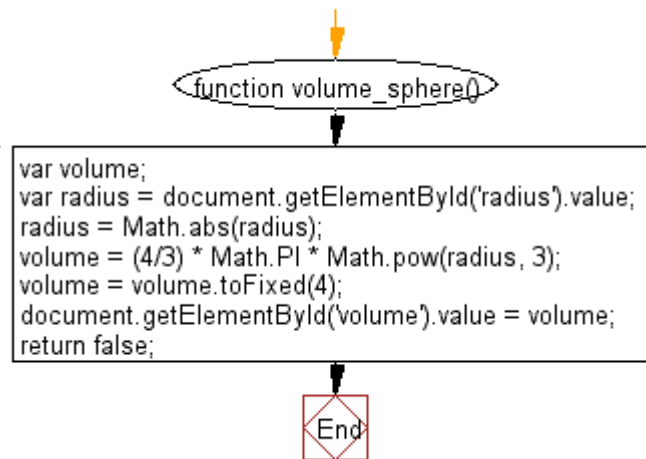 function volume_sphere()
var volume;
var radius = document.getElementById('radius').value;
radius = Math.abs(radius);
volume = (4/3) * Math.PI * Math.pow(radius, 3);
volume = volume.toFixed(4);
document.getElementById('volume').value = volume;
return false;
End